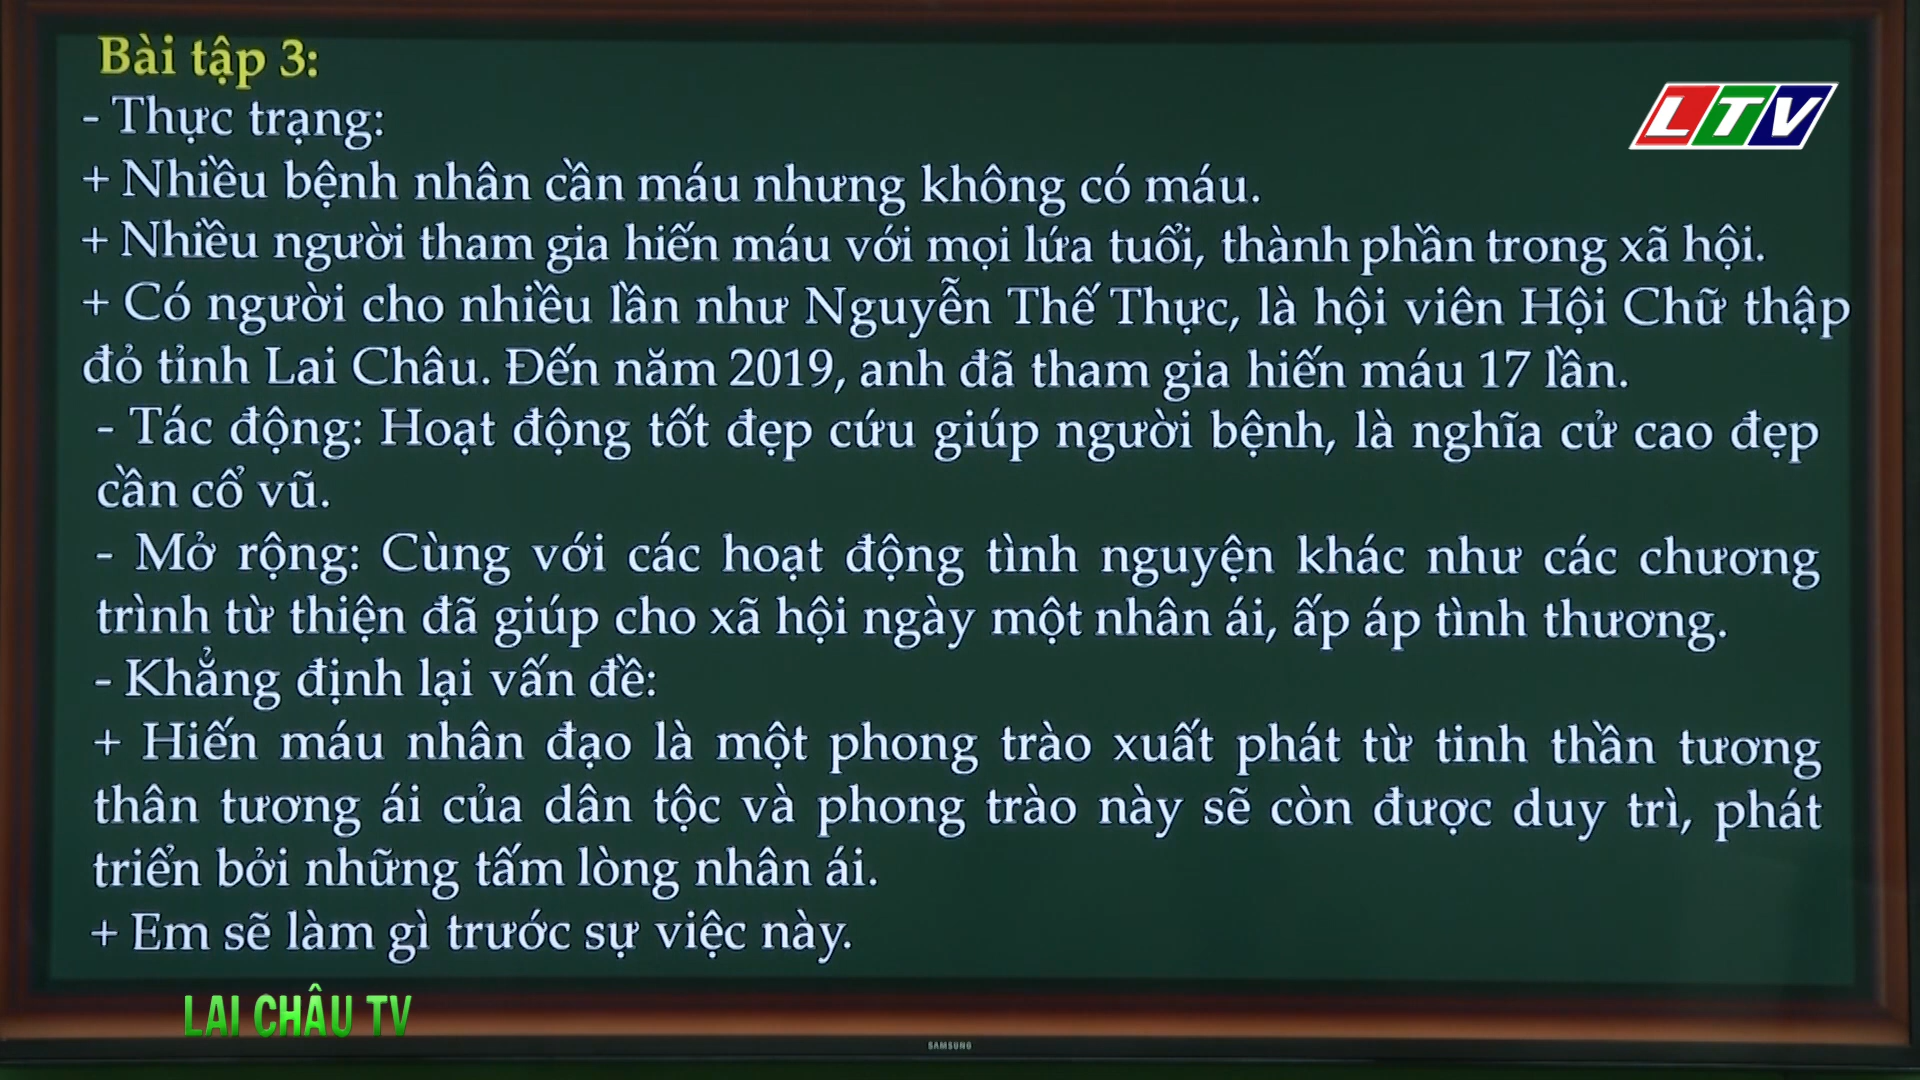 Bài tập 3:
LTV
- Thực trạng:
+ Nhiều bệnh nhân cần máu nhưng không có máu.
+ Nhiều người tham gia hiến máu với mọi lứa tuổi, thành phần trong xã hội.
+ Có người cho nhiều lần như Nguyễn Thế Thực, là hội viên Hội Chữ thập
đỏ tỉnh Lai Châu. Đến năm 2019, anh đã tham gia hiến máu 17 lần.
- Tác động: Hoạt động tốt đẹp cứu giúp người bệnh, là nghĩa cử cao đẹp
cần cổ vũ.
- Mở rộng: Cùng với các hoạt động tình nguyện khác như các chương
trình từ thiện đã giúp cho xã hội ngày một nhân ái, ấp áp tình thương.
- Khẳng định lại vấn đề:
+ Hiến máu nhân đạo là một phong trào xuất phát từ tinh thần tương
thân tương ái của dân tộc và phong trào này sẽ còn được duy trì, phát
triển bởi những tấm lòng nhân ái.
+ Em sẽ làm gì trước sự việc này.
LAI CHÂU TV
SAMSUNG